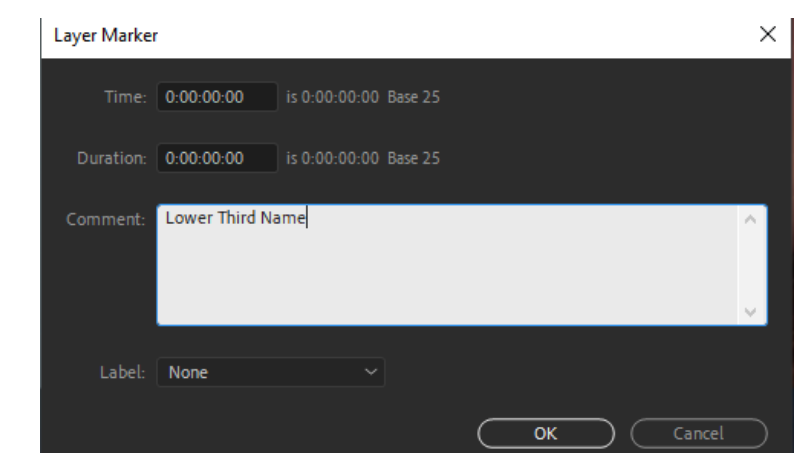 Layer Marker
Time: 0:00:00:00 is 0:00:00:00 Base 25
Duration: 0:00:00:00 is 0:00:00:00 Base 25
Comment: Lower Third Name
Label: None
OK Cancel